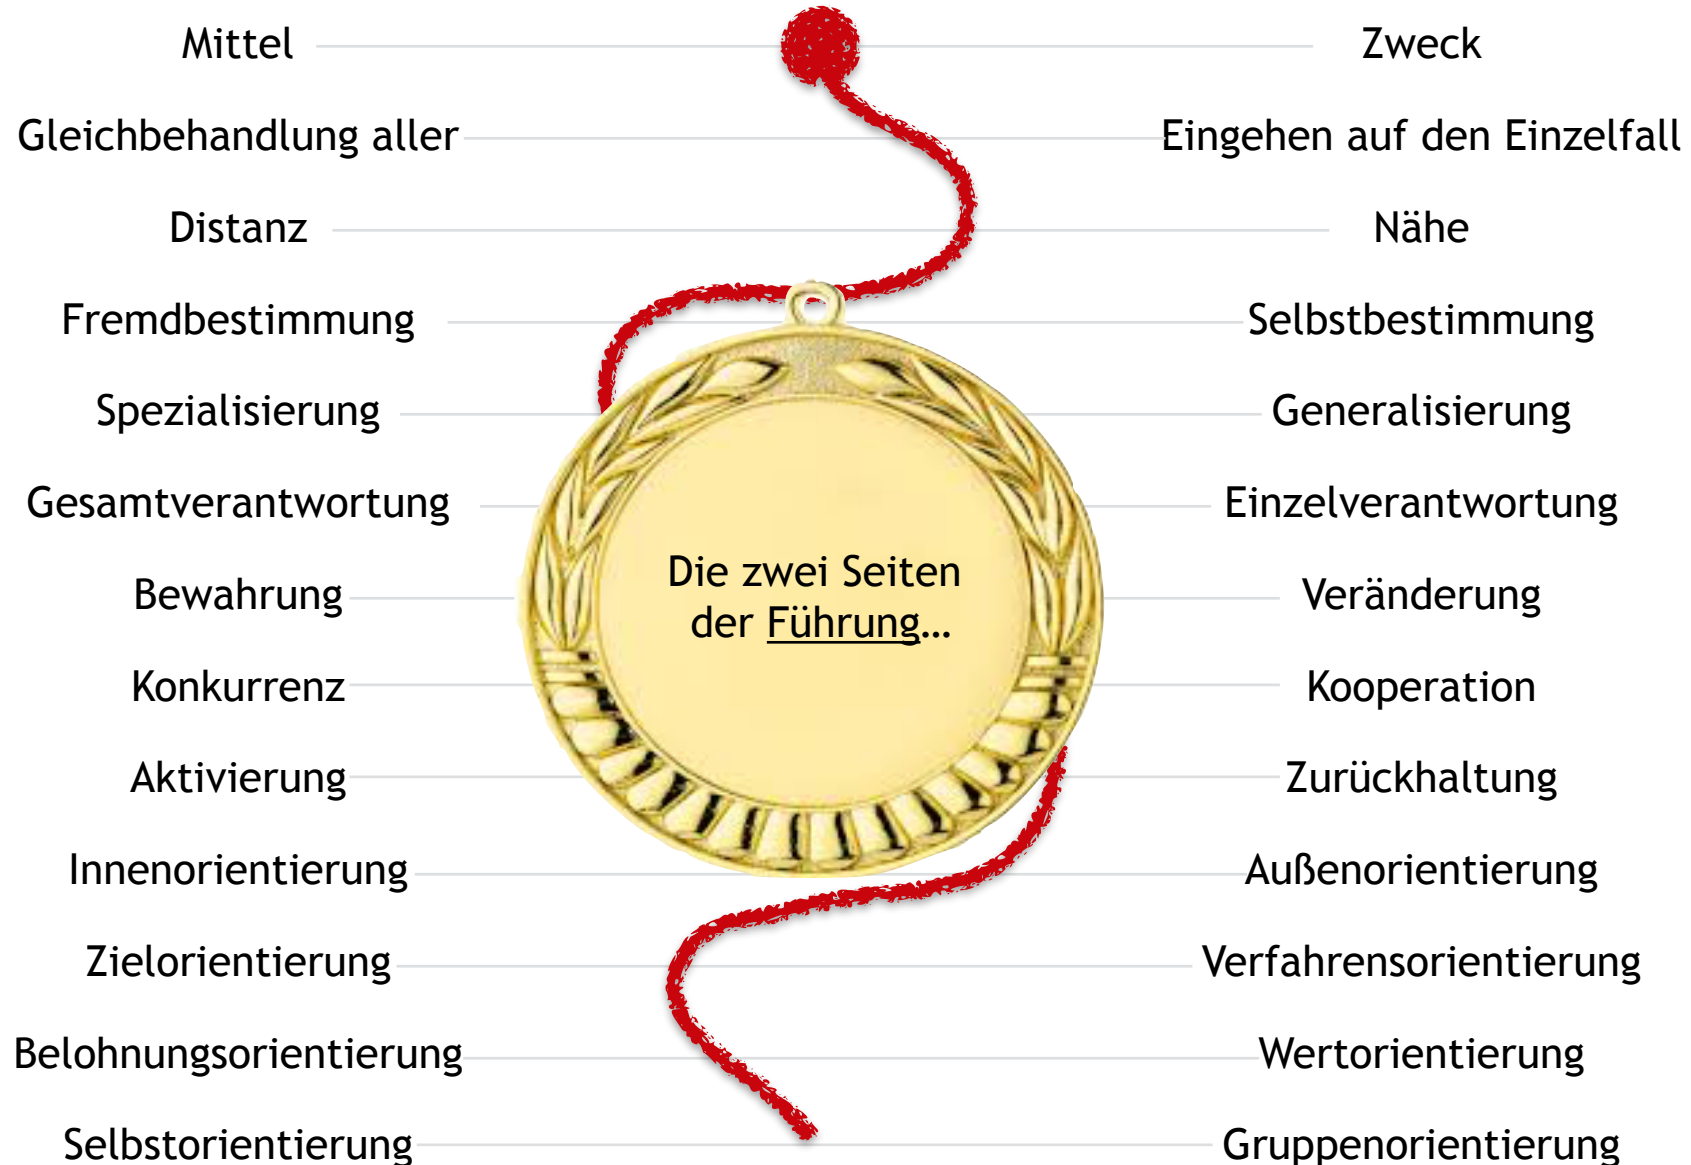 Mittel Zweck
Gleichbehandlung aller Eingehen auf den Einzelfall
Distanz Nähe
Fremdbestimmung Selbstbestimmung
Spezialisierung Generalisierung
Gesamtverantwortung Einzelverantwortung
Die zwei Seiten
der Führung…
Bewahrung Veränderung
Konkurrenz Kooperation
Aktivierung Zurückhaltung
Innenorientierung Außenorientierung
Zielorientierung Verfahrensorientierung
Belohnungsorientierung Wertorientierung
Selbstorientierung Gruppenorientierung